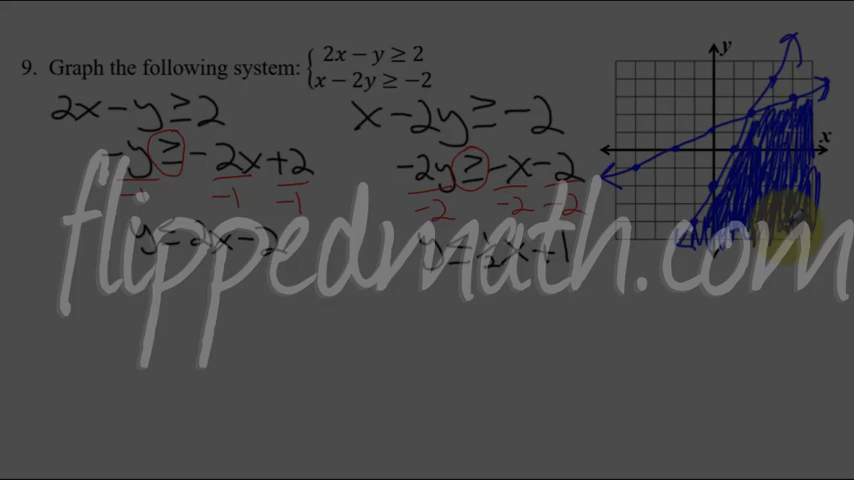 9. Graph the following system: { 2x − y ≥ 2
x − 2y ≥ −2
2x − y ≥ 2
−y ≥ −2x + 2
−1 −1 −1
y ≤ 2x − 2
x − 2y ≥ −2
−2y ≥ −x − 2
−2 −2 −2
y ≤ ½x + 1
y
x
flippedmath.com